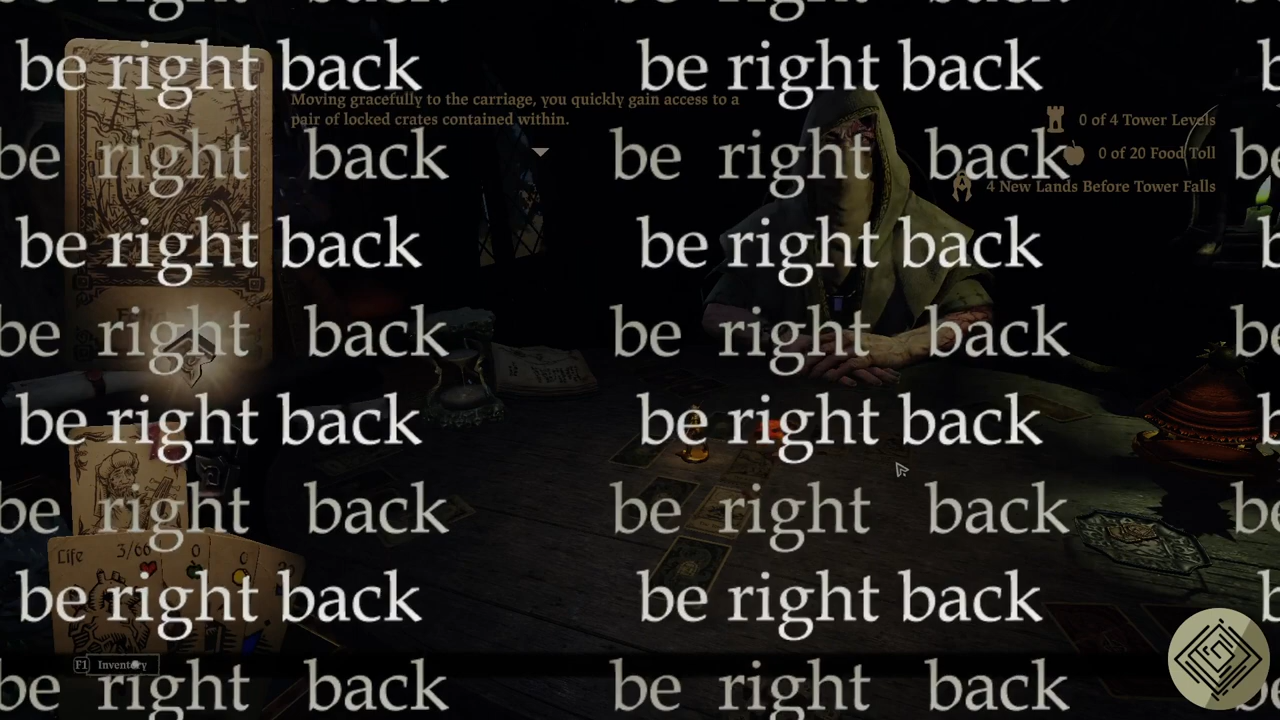 be right back be right back
be right back be right back be
be right back be right back
be right back be right back be
be right back be right back
be right back be right back be
be right back be right back
be right back be right back be
Moving gracefully to the carriage, you quickly gain access to a
pair of locked crates contained within.
0 of 4 Tower Levels
0 of 20 Food Toll
4 New Lands Before Tower Falls
Life 3/60 0 0
F1 Inventory